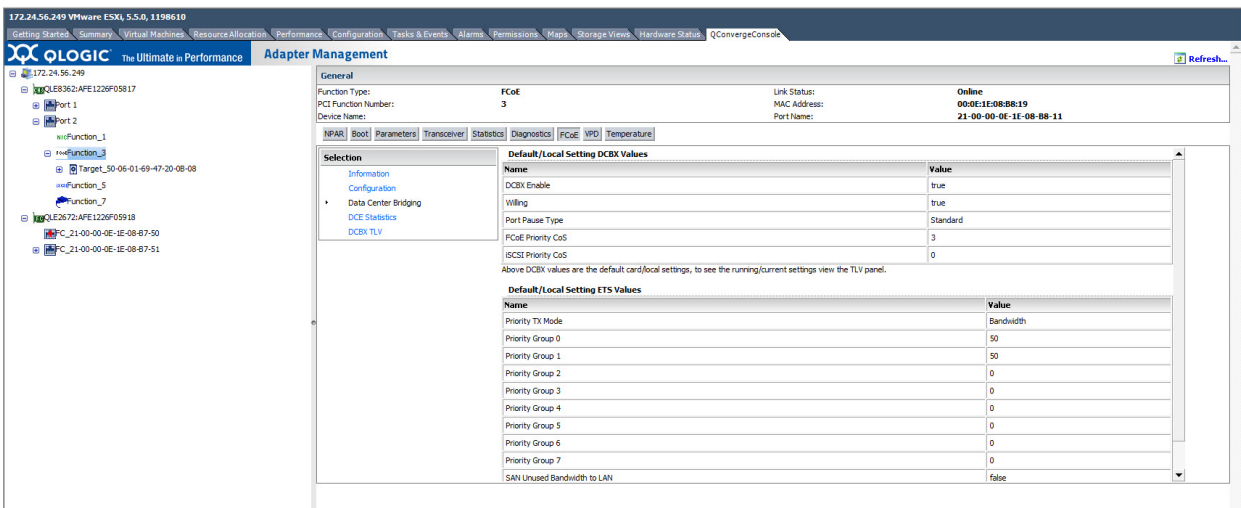 172.24.56.249 VMware ESXi, 5.5.0, 1198610
Getting Started Summary Virtual Machines Resource Allocation Performance Configuration Tasks & Events Alarms Permissions Maps Storage Views Hardware Status QConvergeConsole
QLOGIC The Ultimate in Performance Adapter Management
Refresh...
172.24.56.249
QLE8362:AFE1226F05817
Port 1
Port 2
NIC Function_1
FCoE Function_3
Target_50-06-01-69-47-20-0B-08
Function_5
Function_7
QLE2672:AFE1226F05918
FC_21-00-00-0E-1E-08-B7-50
FC_21-00-00-0E-1E-08-B7-51
General
Function Type: FCoE Link Status: Online
PCI Function Number: 3 MAC Address: 00:0E:1E:08:B8:19
Device Name: Port Name: 21-00-00-0E-1E-08-B8-11
NPAR Boot Parameters Transceiver Statistics Diagnostics FCoE VPD Temperature
Selection
Information
Configuration
Data Center Bridging
DCE Statistics
DCBX TLV
Default/Local Setting DCBX Values
Name Value
DCBX Enable true
Willing true
Port Pause Type Standard
FCoE Priority CoS 3
iSCSI Priority CoS 0
Above DCBX values are the default card/local settings, to see the running/current settings view the TLV panel.
Default/Local Setting ETS Values
Name Value
Priority TX Mode Bandwidth
Priority Group 0 50
Priority Group 1 50
Priority Group 2 0
Priority Group 3 0
Priority Group 4 0
Priority Group 5 0
Priority Group 6 0
Priority Group 7 0
SAN Unused Bandwidth to LAN false